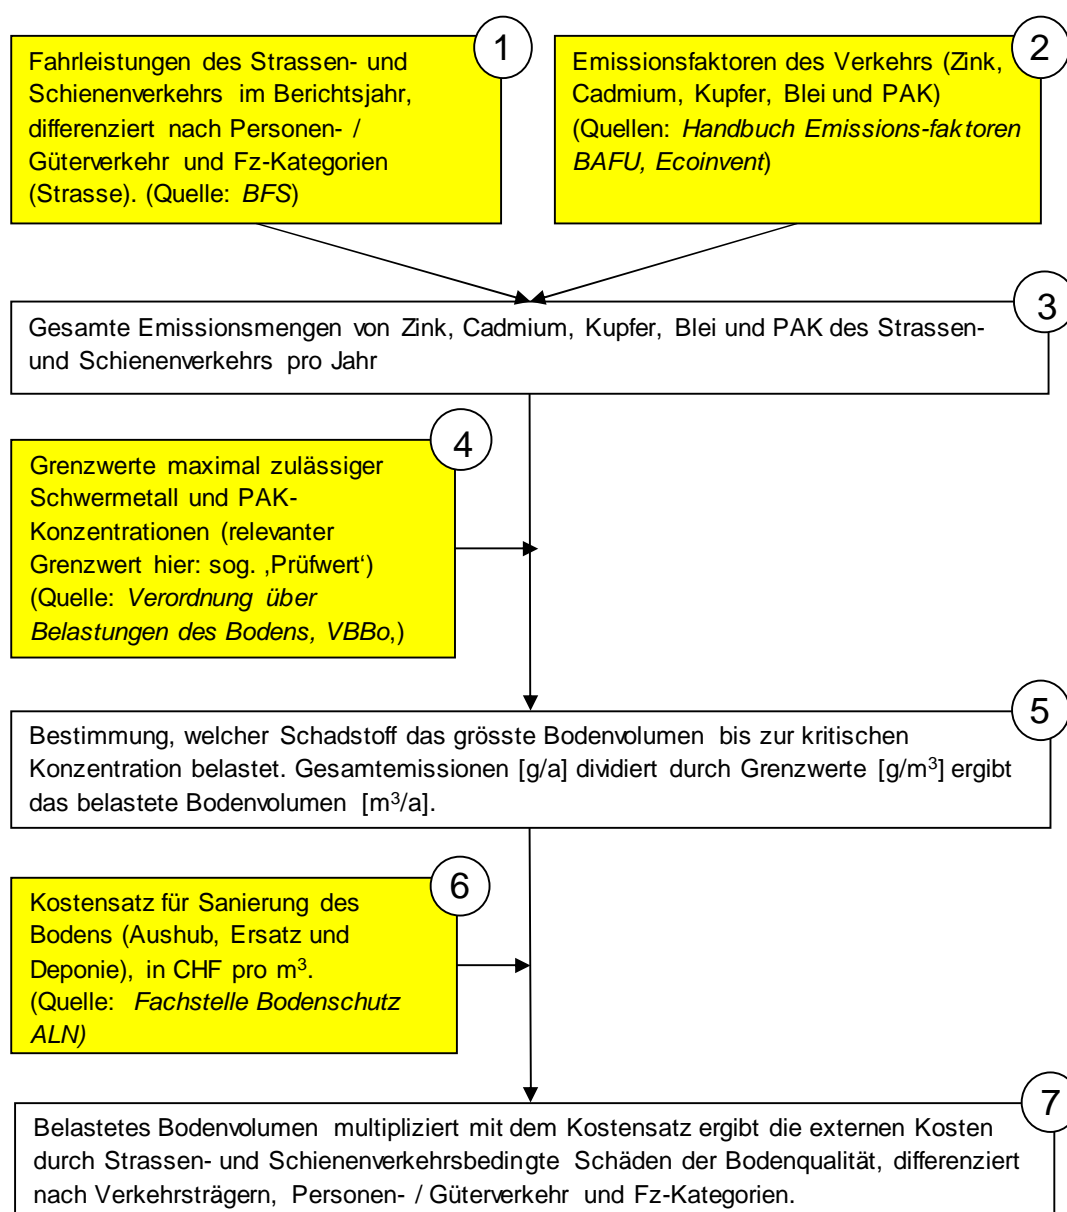 1
Fahrleistungen des Strassen- und
Schienenverkehrs im Berichtsjahr,
differenziert nach Personen- /
Güterverkehr und Fz-Kategorien
(Strasse). (Quelle: BFS)
2
Emissionsfaktoren des Verkehrs (Zink,
Cadmium, Kupfer, Blei und PAK)
(Quellen: Handbuch Emissions-faktoren
BAFU, Ecoinvent)
3
Gesamte Emissionsmengen von Zink, Cadmium, Kupfer, Blei und PAK des Strassen-
und Schienenverkehrs pro Jahr
4
Grenzwerte maximal zulässiger
Schwermetall und PAK-
Konzentrationen (relevanter
Grenzwert hier: sog. ‚Prüfwert‘)
(Quelle: Verordnung über
Belastungen des Bodens, VBBo,)
5
Bestimmung, welcher Schadstoff das grösste Bodenvolumen bis zur kritischen
Konzentration belastet. Gesamtemissionen [g/a] dividiert durch Grenzwerte [g/m³] ergibt
das belastete Bodenvolumen [m³/a].
6
Kostensatz für Sanierung des
Bodens (Aushub, Ersatz und
Deponie), in CHF pro m³.
(Quelle: Fachstelle Bodenschutz
ALN)
7
Belastetes Bodenvolumen multipliziert mit dem Kostensatz ergibt die externen Kosten
durch Strassen- und Schienenverkehrsbedingte Schäden der Bodenqualität, differenziert
nach Verkehrsträgern, Personen- / Güterverkehr und Fz-Kategorien.